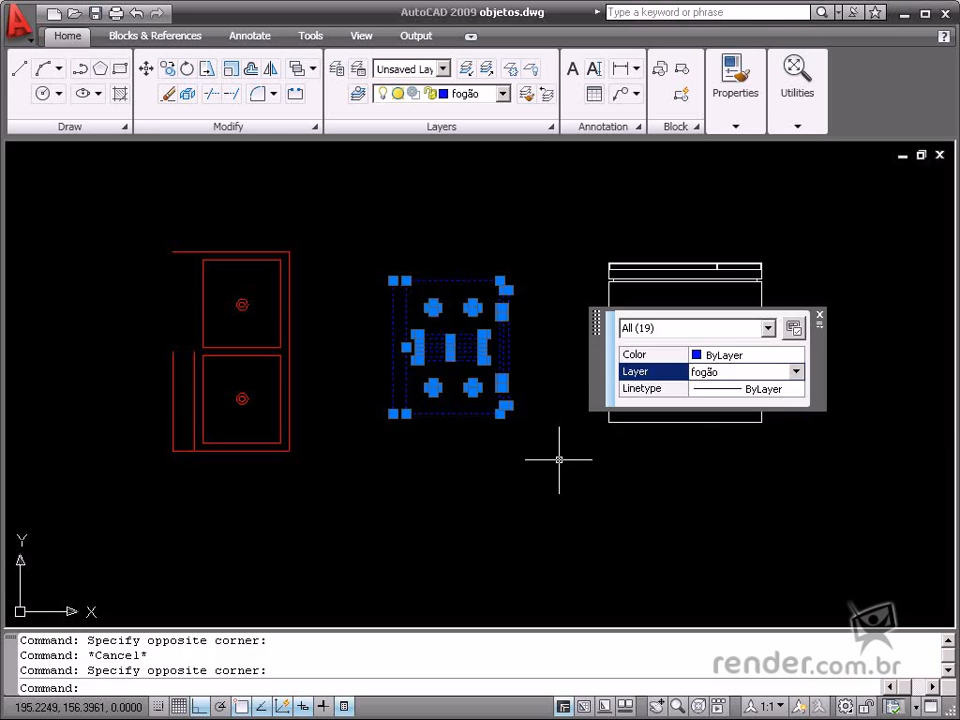 AutoCAD 2009 objetos.dwg
Type a keyword or phrase
Home
Blocks & References
Annotate
Tools
View
Output
Unsaved Lay
fogão
Properties
Utilities
Draw
Modify
Layers
Annotation
Block
All (19)
Color ByLayer
Layer fogão
Linetype ByLayer
Y
X
Command: Specify opposite corner:
Command: *Cancel*
Command: Specify opposite corner:
Command:
render.com.br
195.2249, 156.3961, 0.0000
1:1